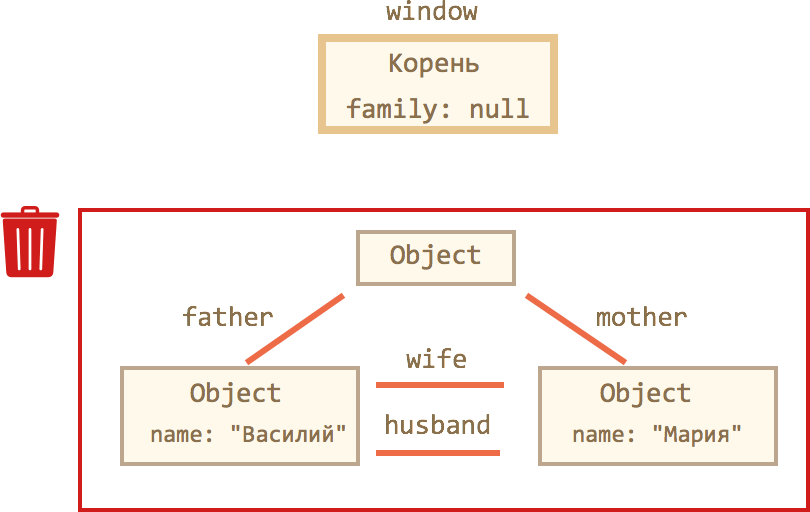 window
Корень
family: null
Object
father
mother
wife
Object
name: "Василий"
husband
Object
name: "Мария"